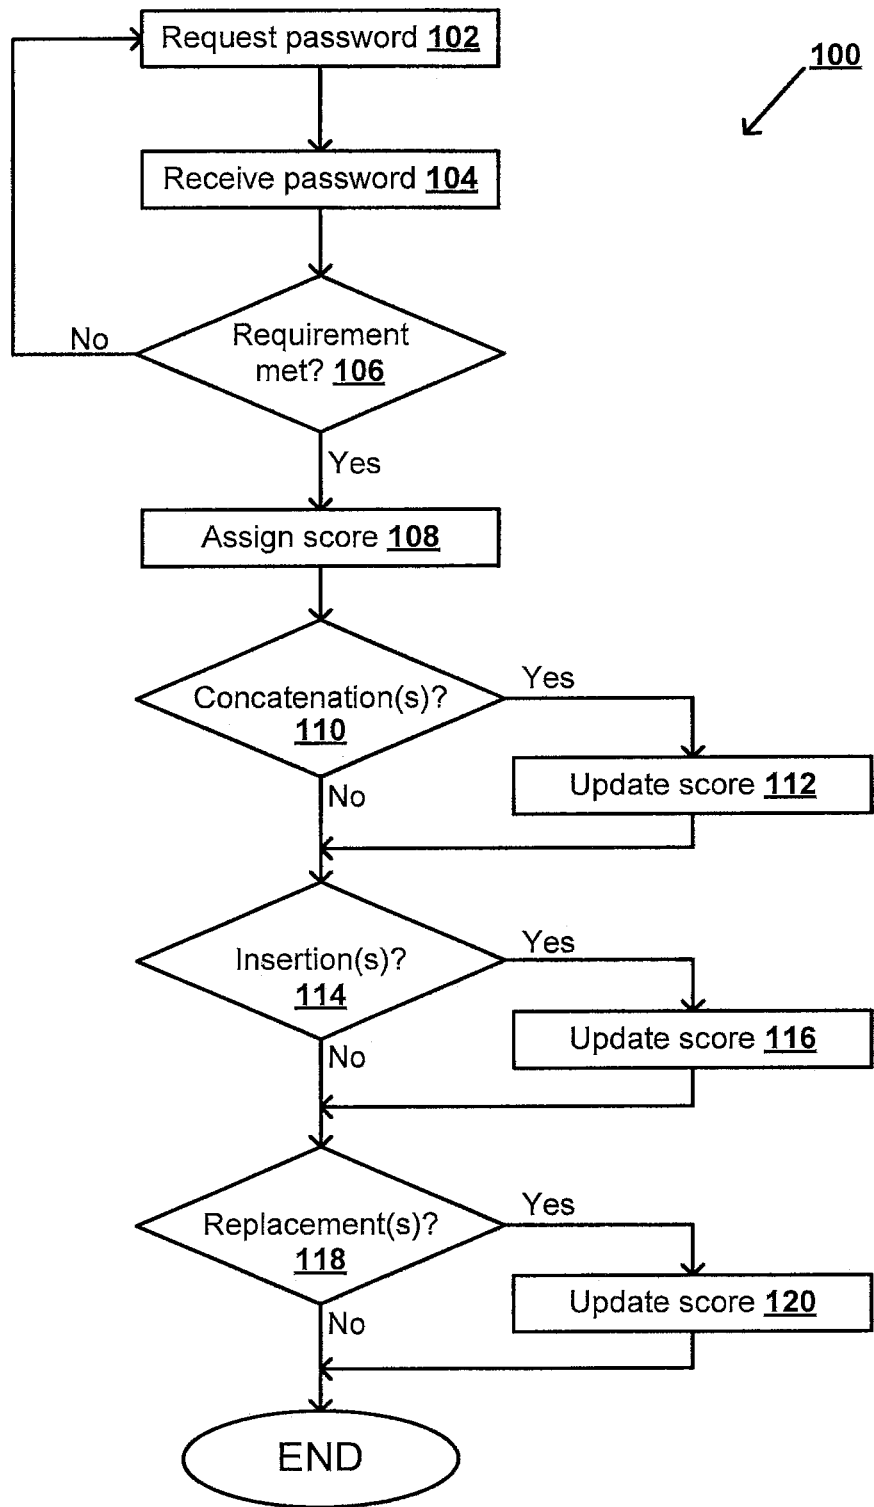 Request password 102
100
Receive password 104
Requirement
met? 106
No
Yes
Assign score 108
Concatenation(s)?
110
Yes
Update score 112
No
Insertion(s)?
114
Yes
Update score 116
No
Replacement(s)?
118
Yes
Update score 120
No
END